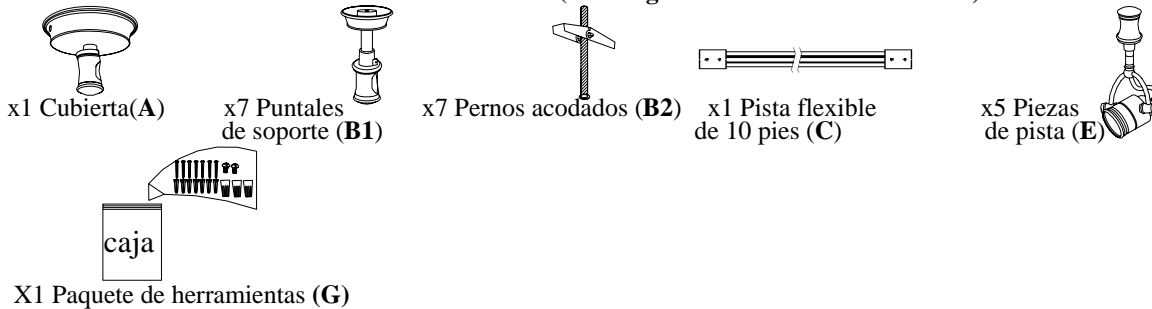 x1 Cubierta(A)
x7 Puntales
de soporte (B1)
x7 Pernos acodados (B2)
x1 Pista flexible
de 10 pies (C)
x5 Piezas
de pista (E)
caja
X1 Paquete de herramientas (G)